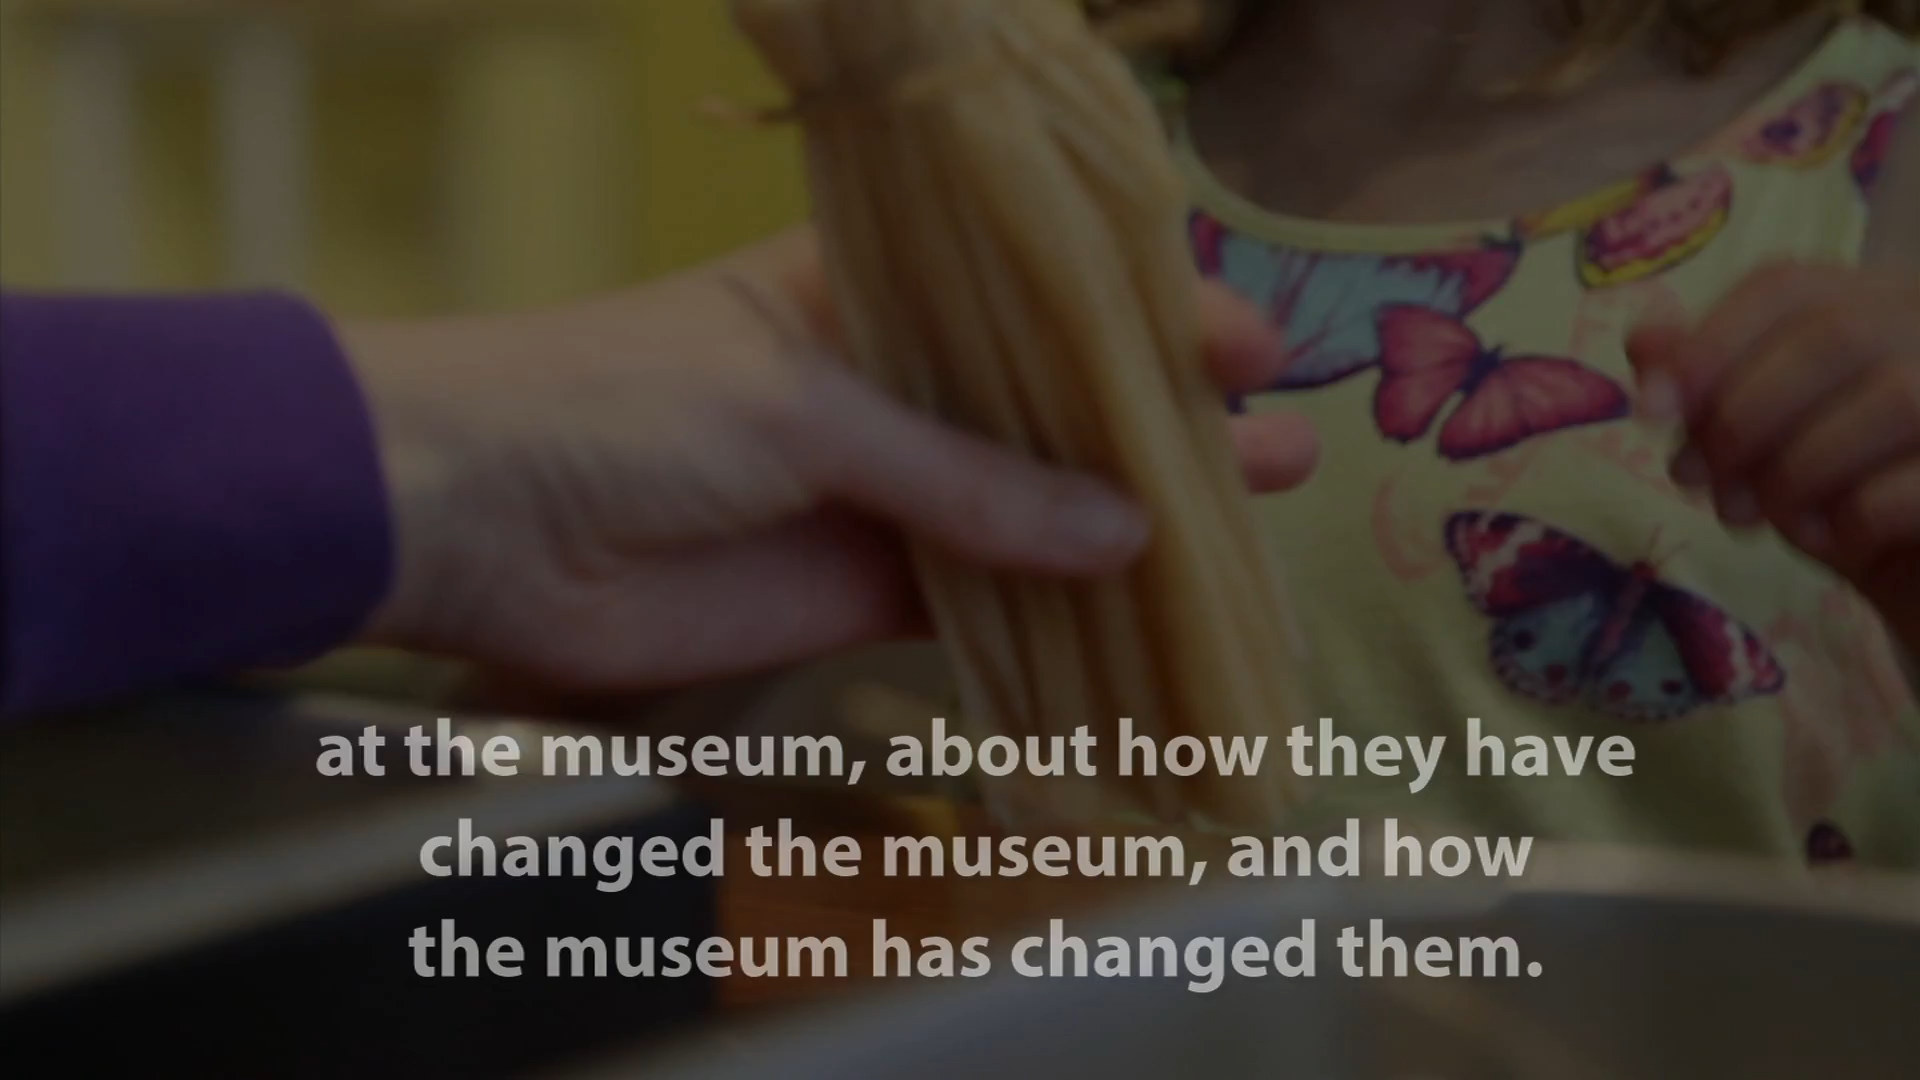 at the museum, about how they have
changed the museum, and how
the museum has changed them.